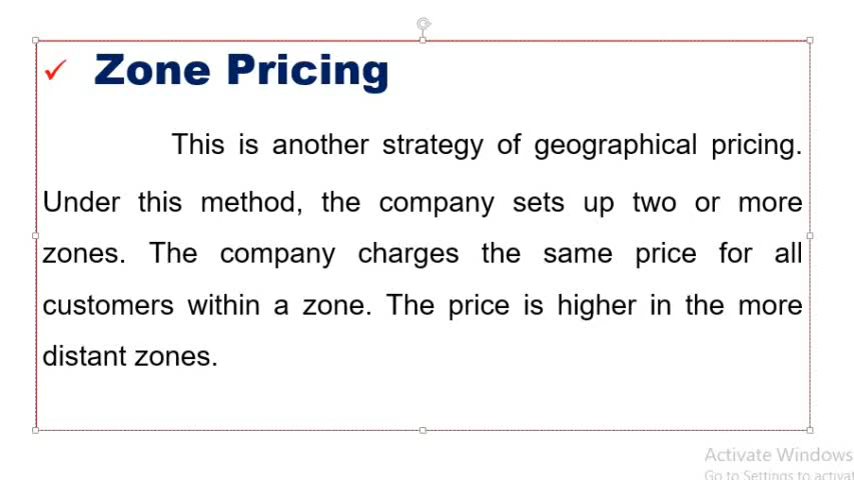 ✓ Zone Pricing
This is another strategy of geographical pricing.
Under this method, the company sets up two or more
zones. The company charges the same price for all
customers within a zone. The price is higher in the more
distant zones.
Activate Windows
Go to Settings to activat